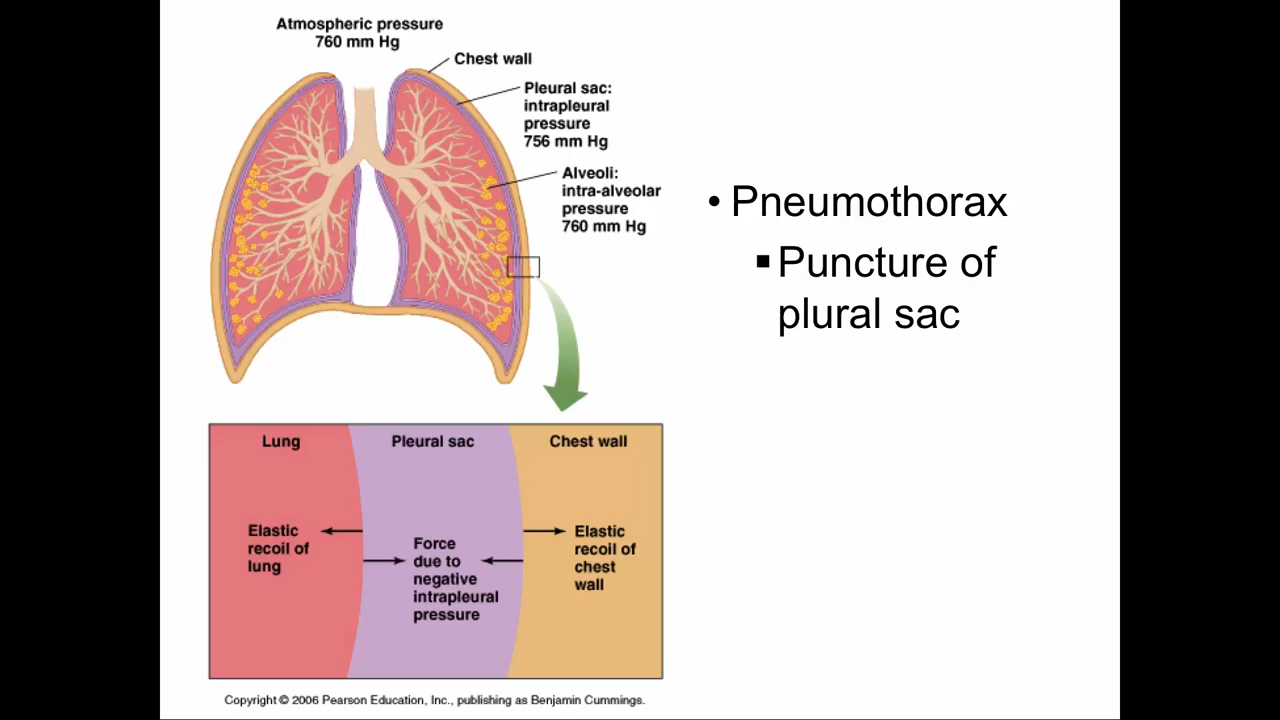 Atmospheric pressure
760 mm Hg
Chest wall
Pleural sac:
intrapleural
pressure
756 mm Hg
Alveoli:
intra-alveolar
pressure
760 mm Hg
• Pneumothorax
▪ Puncture of
plural sac
Lung
Pleural sac
Chest wall
Elastic
recoil of
lung
Force
due to
negative
intrapleural
pressure
Elastic
recoil of
chest
wall
Copyright © 2006 Pearson Education, Inc., publishing as Benjamin Cummings.